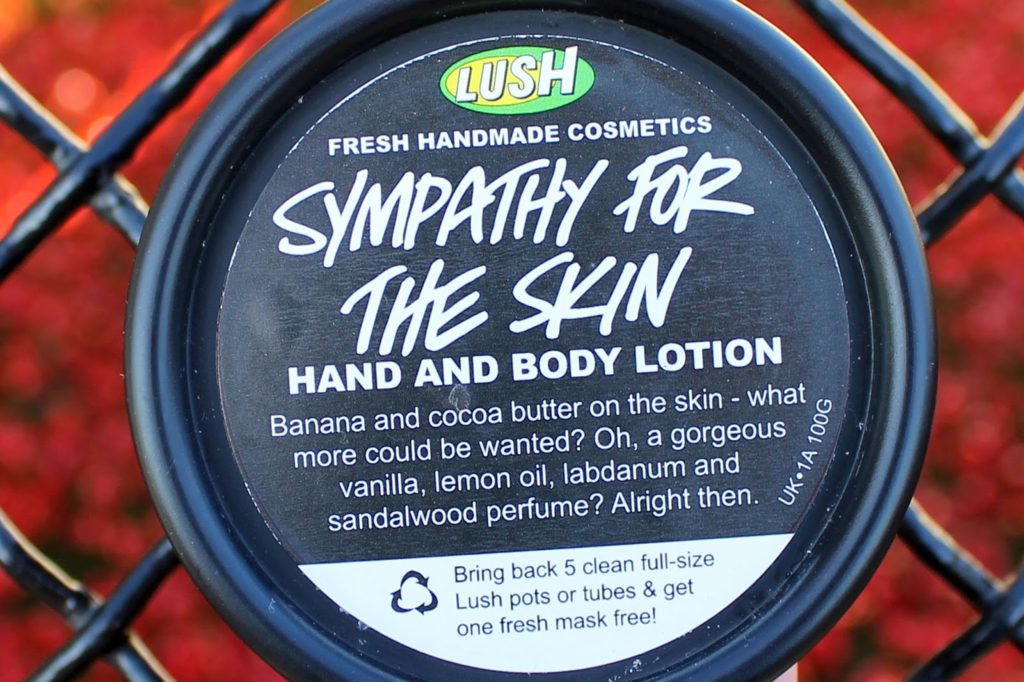 LUSH
FRESH HANDMADE COSMETICS
SYMPATHY FOR
THE SKIN
HAND AND BODY LOTION
Banana and cocoa butter on the skin - what
more could be wanted? Oh, a gorgeous
vanilla, lemon oil, labdanum and
sandalwood perfume? Alright then.
UK•1A 100G
Bring back 5 clean full-size
Lush pots or tubes & get
one fresh mask free!